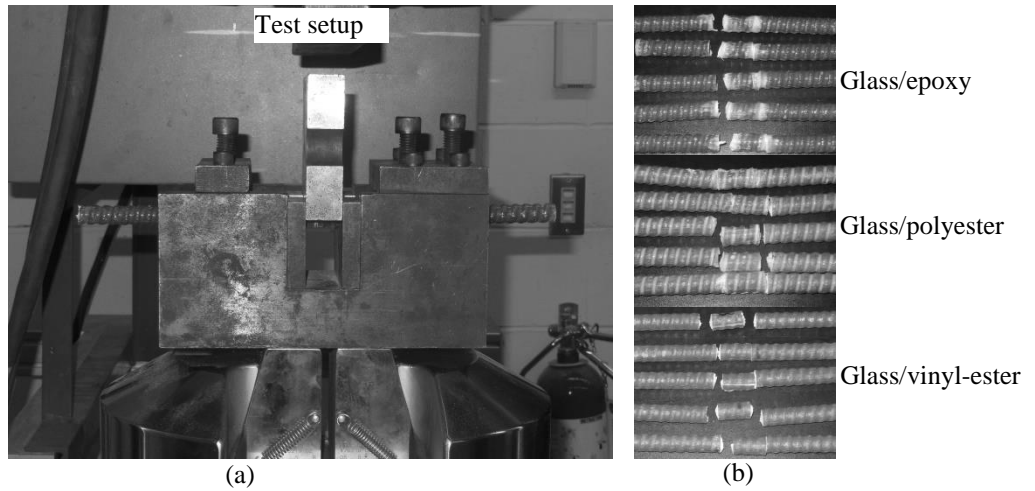 Test setup
Glass/epoxy
Glass/polyester
Glass/vinyl-ester
(a)
(b)